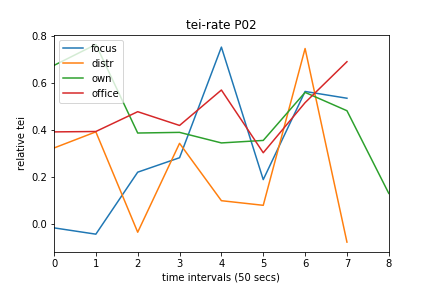 tei-rate P02
focus
distr
own
office
relative tei
0.8
0.6
0.4
0.2
0.0
0 1 2 3 4 5 6 7 8
time intervals (50 secs)